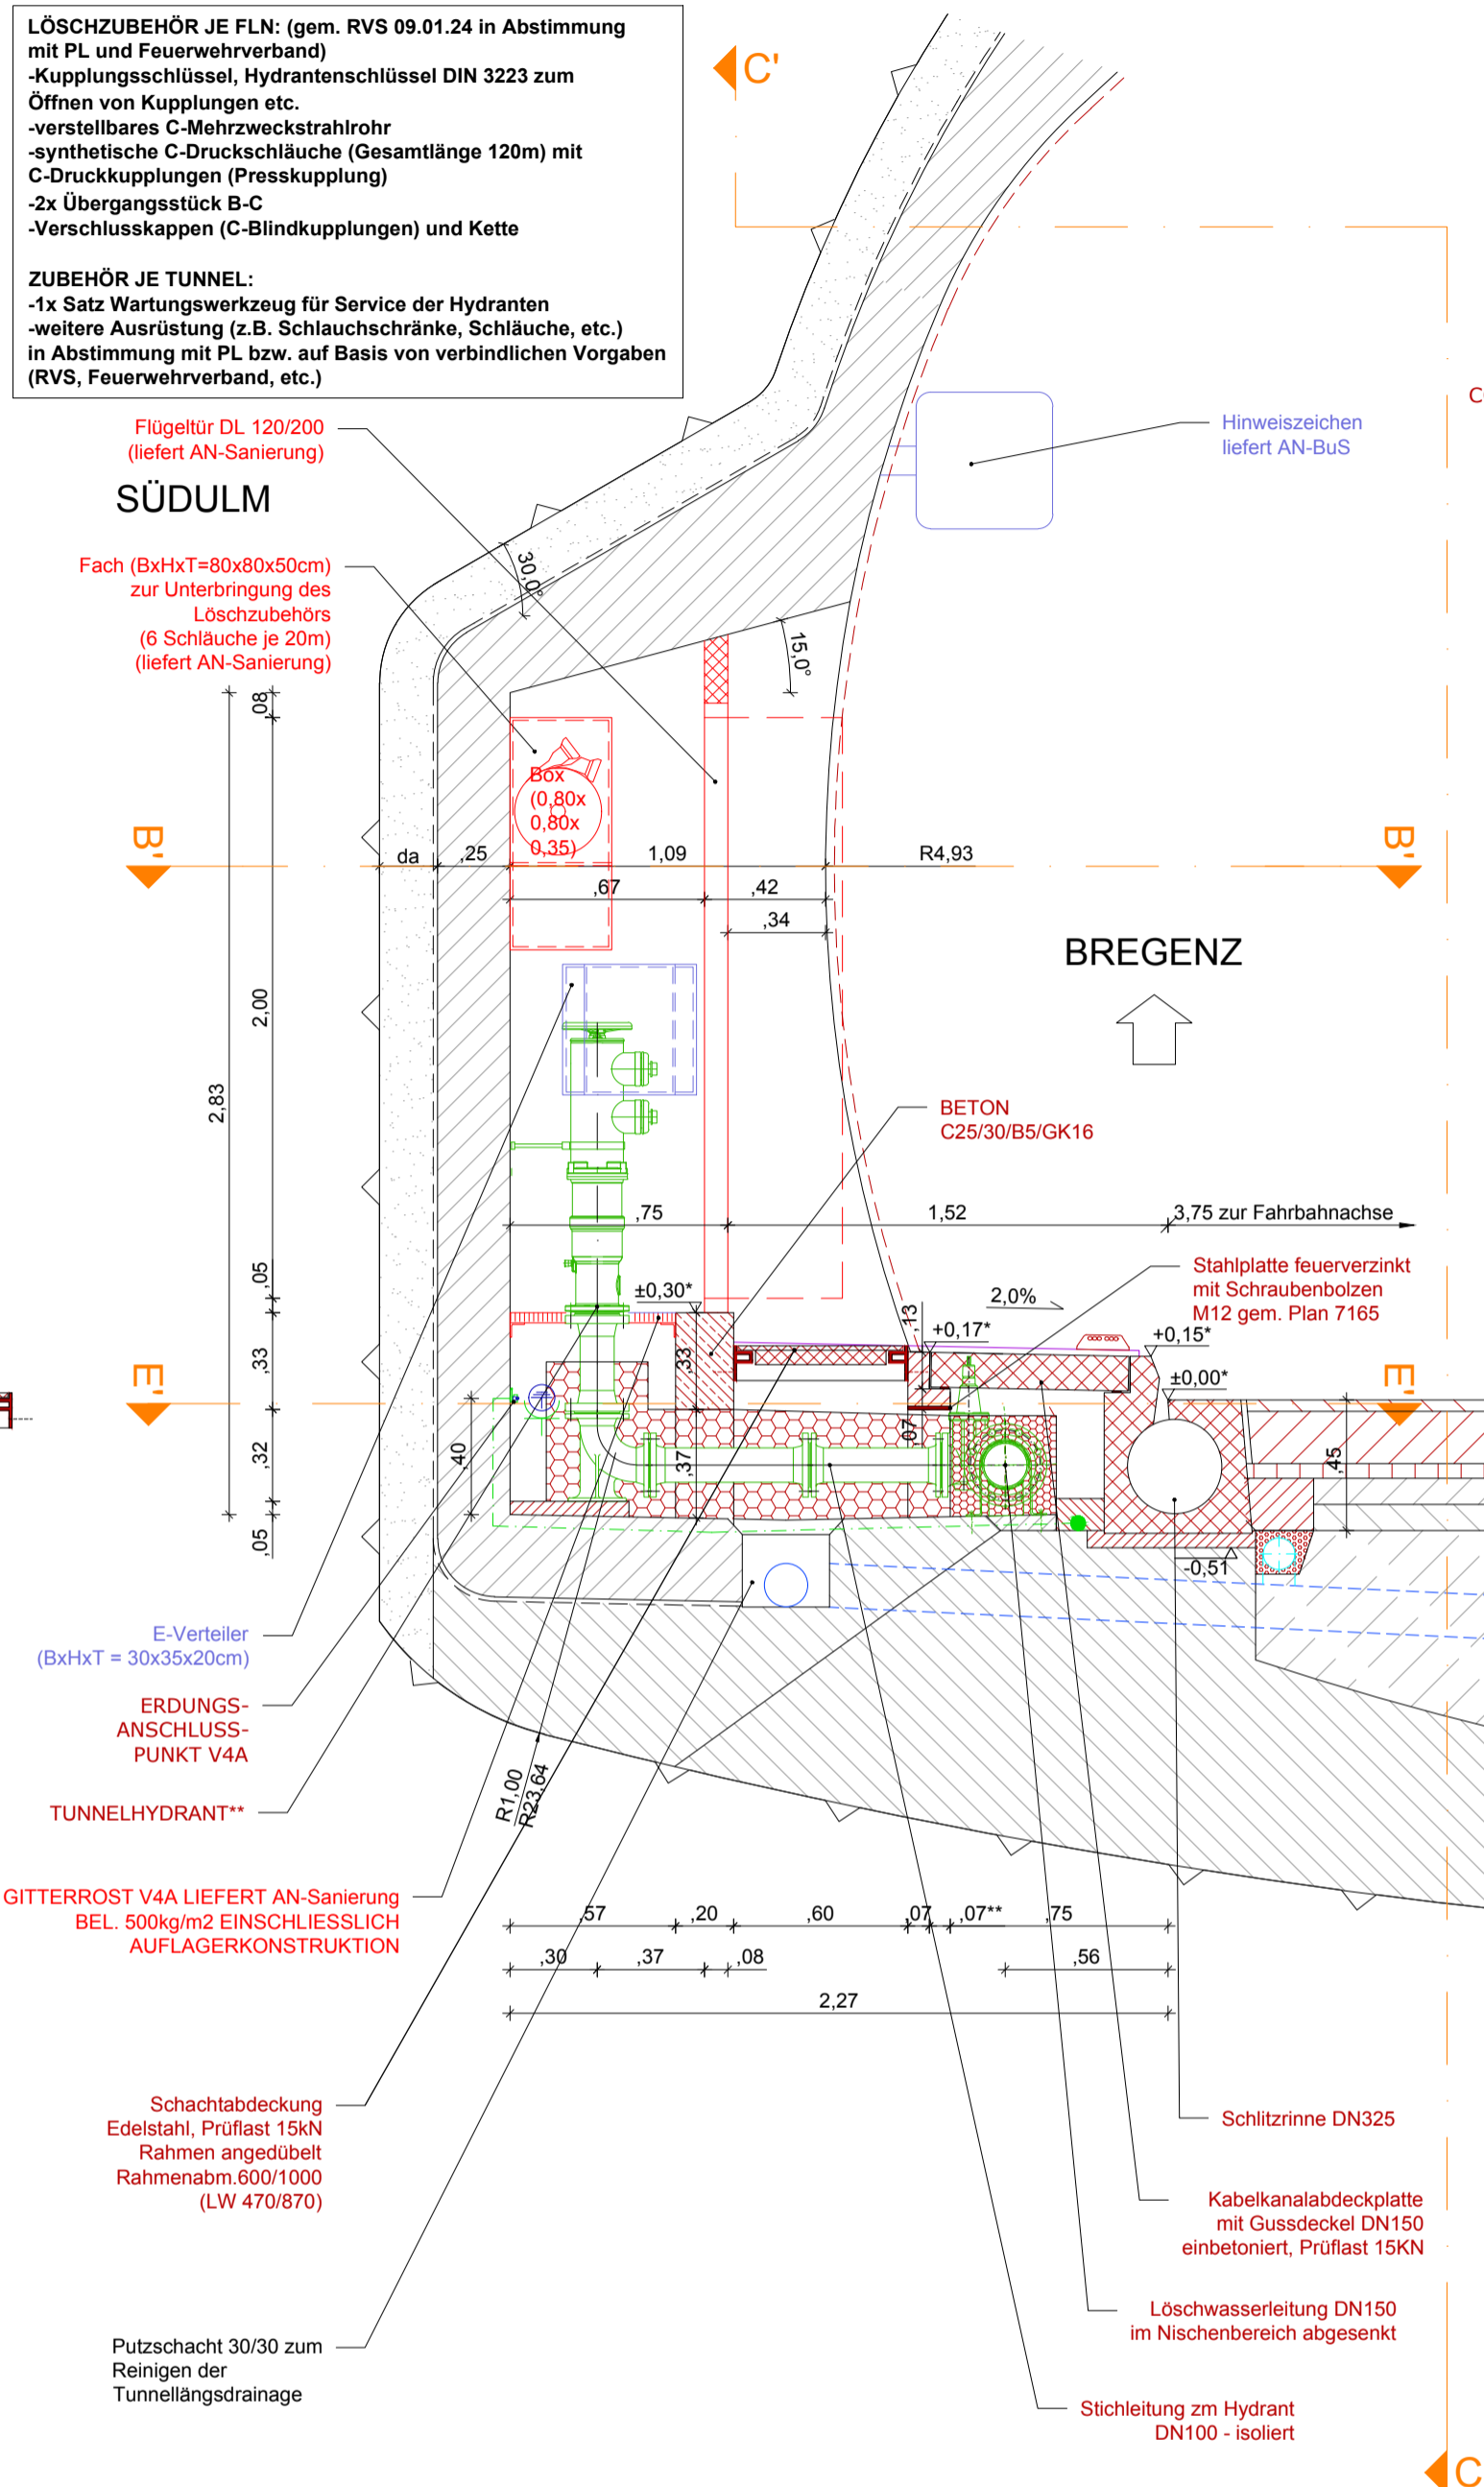 LÖSCHZUBEHÖR JE FLN: (gem. RVS 09.01.24 in Abstimmung
mit PL und Feuerwehrverband)
-Kupplungsschlüssel, Hydrantenschlüssel DIN 3223 zum
Öffnen von Kupplungen etc.
-verstellbares C-Mehrzweckstrahlrohr
-synthetische C-Druckschläuche (Gesamtlänge 120m) mit
C-Druckkupplungen (Presskupplung)
-2x Übergangsstück B-C
-Verschlusskappen (C-Blindkupplungen) und Kette
ZUBEHÖR JE TUNNEL:
-1x Satz Wartungswerkzeug für Service der Hydranten
-weitere Ausrüstung (z.B. Schlauchschränke, Schläuche, etc.)
in Abstimmung mit PL bzw. auf Basis von verbindlichen Vorgaben
(RVS, Feuerwehrverband, etc.)
C'
Flügeltür DL 120/200
(liefert AN-Sanierung)
SÜDULM
Hinweiszeichen
liefert AN-BuS
Fach (BxHxT=80x80x50cm)
zur Unterbringung des
Löschzubehörs
(6 Schläuche je 20m)
(liefert AN-Sanierung)
30,0°
15,0°
,08
Box
(0,80x
0,80x
0,35)
B'
B'
da
,25
1,09
R4,93
,67
,42
,34
BREGENZ
2,00
2,83
BETON
C25/30/B5/GK16
,75
1,52
3,75 zur Fahrbahnachse
Stahlplatte feuerverzinkt
mit Schraubenbolzen
M12 gem. Plan 7165
,05
±0,30*
2,0%
,13
+0,17*
+0,15*
±0,00*
,33
,33
E'
E'
,07
,40
,32
,37
,45
,05
-0,51
E-Verteiler
(BxHxT = 30x35x20cm)
ERDUNGS-
ANSCHLUSS-
PUNKT V4A
R1,00
R23,64
TUNNELHYDRANT**
GITTERROST V4A LIEFERT AN-Sanierung
BEL. 500kg/m2 EINSCHLIESSLICH
AUFLAGERKONSTRUKTION
,57
,20
,60
,07
,07**
,75
,30
,37
,08
,56
2,27
Schachtabdeckung
Edelstahl, Prüflast 15kN
Rahmen angedübelt
Rahmenabm.600/1000
(LW 470/870)
Schlitzrinne DN325
Kabelkanalabdeckplatte
mit Gussdeckel DN150
einbetoniert, Prüflast 15KN
Löschwasserleitung DN150
im Nischenbereich abgesenkt
Putzschacht 30/30 zum
Reinigen der
Tunnellängsdrainage
Stichleitung zm Hydrant
DN100 - isoliert
C